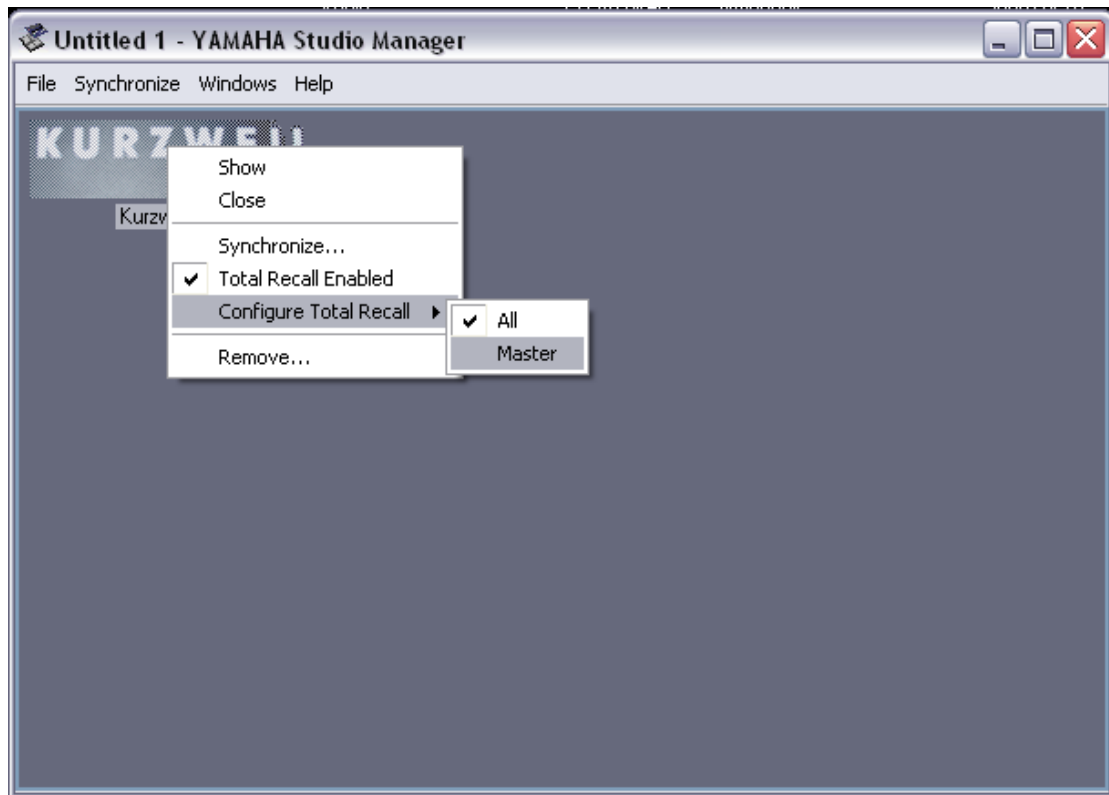 Untitled 1 - YAMAHA Studio Manager
File Synchronize Windows Help
KURZWEIL
Show
Close
Kurzw
Synchronize...
Total Recall Enabled
Configure Total Recall
All
Master
Remove...